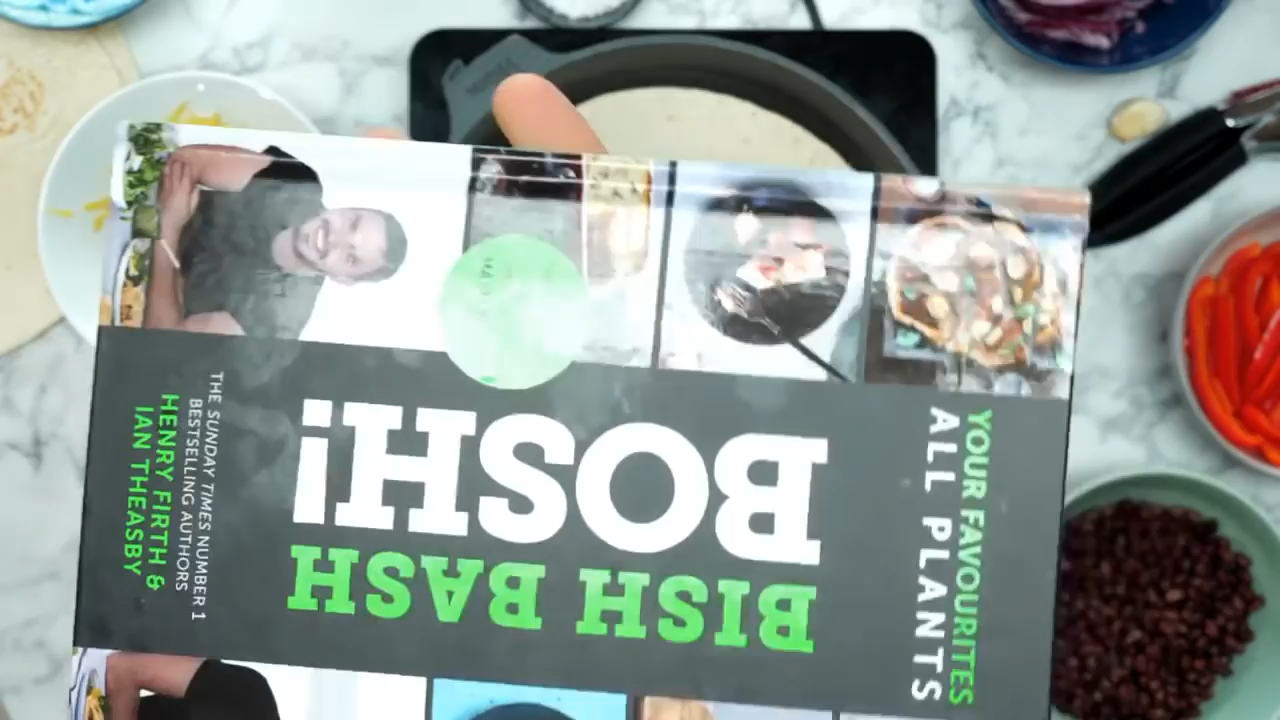 BISH BASH
BOSH!
YOUR FAVOURITES
ALL PLANTS
THE SUNDAY TIMES NUMBER 1
BESTSELLING AUTHORS
HENRY FIRTH &
IAN THEASBY